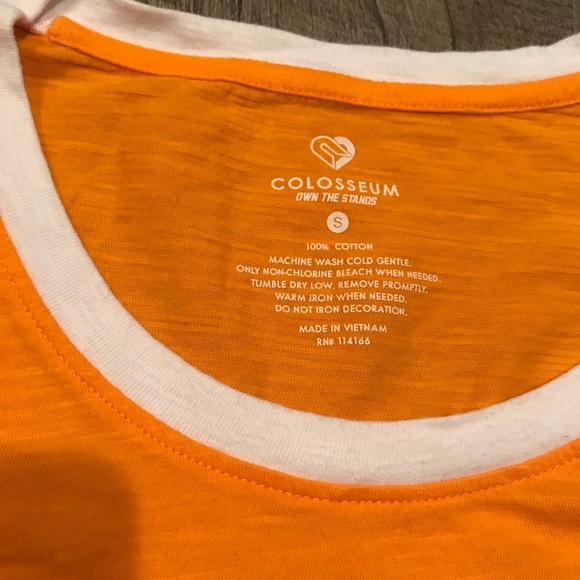 COLOSSEUM
OWN THE STANDS
S
100% COTTON
MACHINE WASH COLD GENTLE.
ONLY NON-CHLORINE BLEACH WHEN NEEDED.
TUMBLE DRY LOW. REMOVE PROMPTLY.
WARM IRON WHEN NEEDED.
DO NOT IRON DECORATION.
MADE IN VIETNAM
RN# 114166